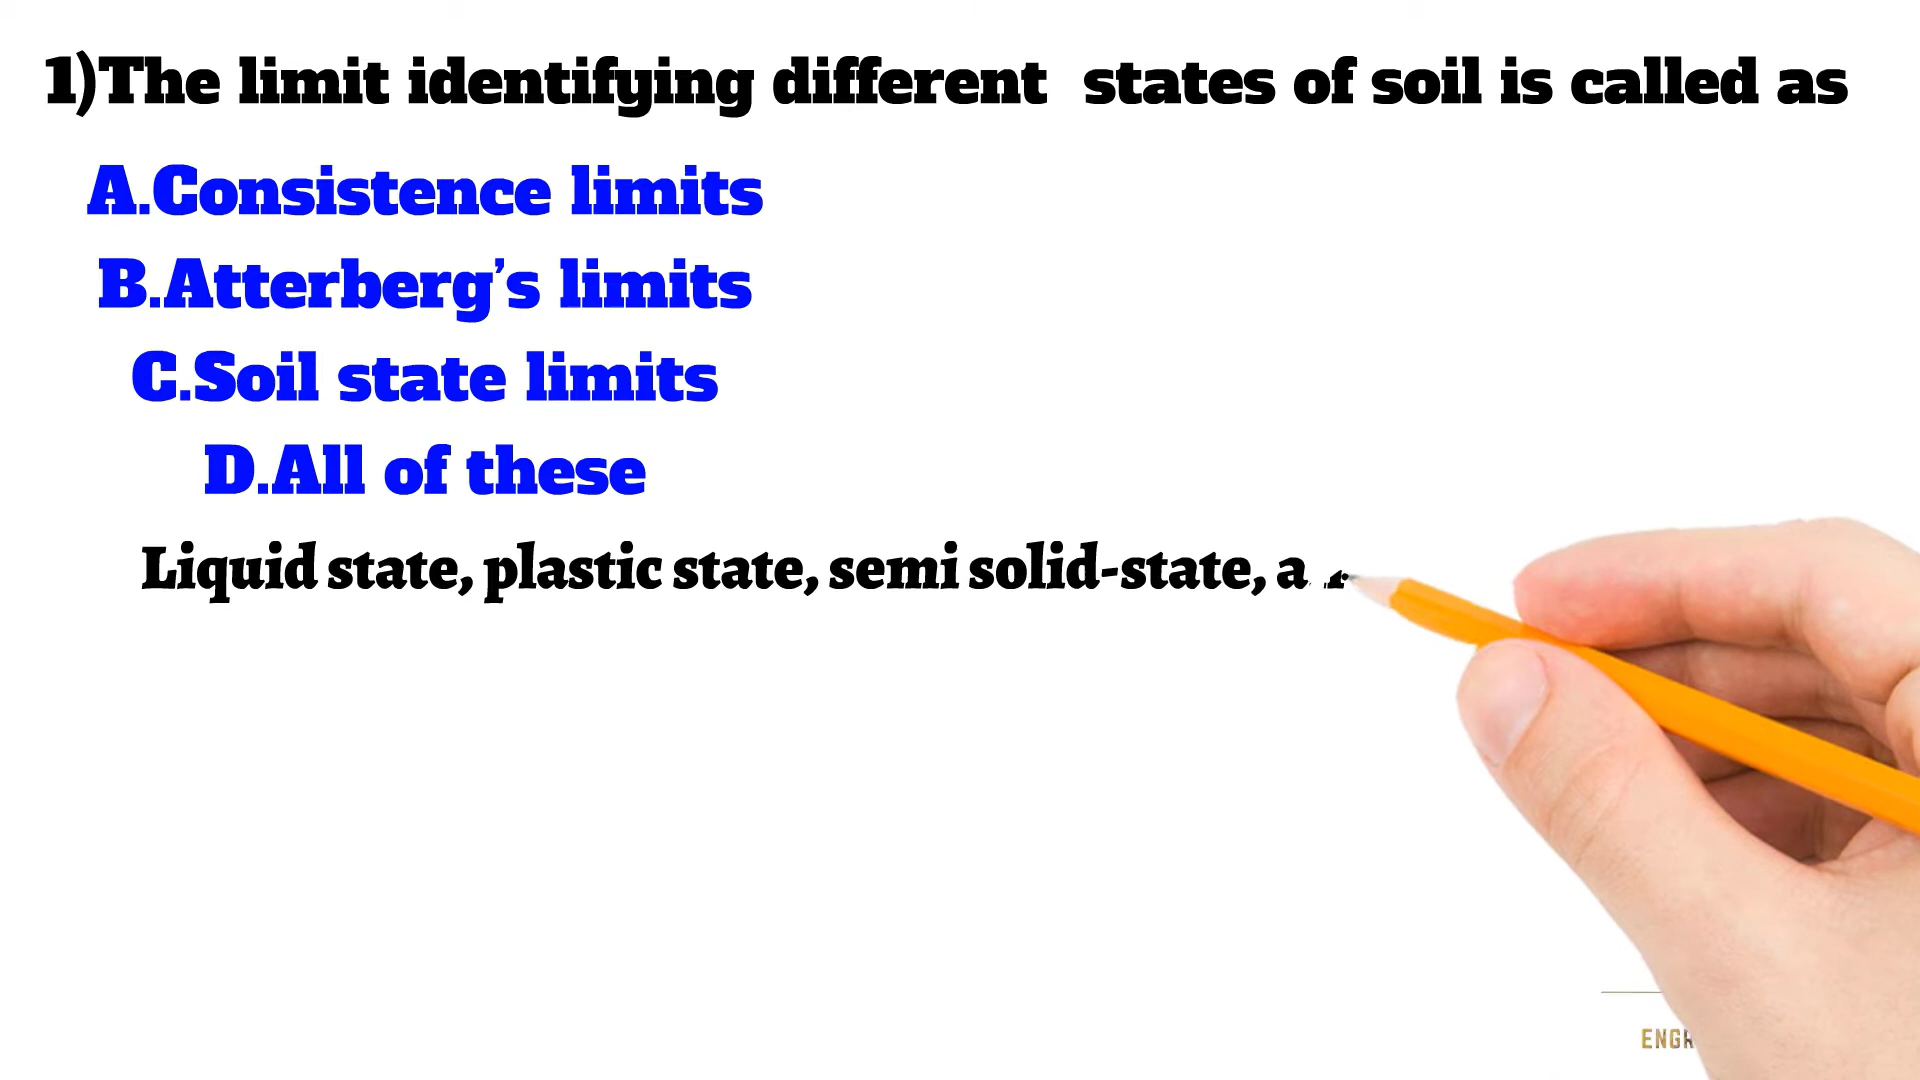 1)The limit identifying different states of soil is called as
A.Consistence limits
B.Atterberg’s limits
C.Soil state limits
D.All of these
Liquid state, plastic state, semi solid-state, a